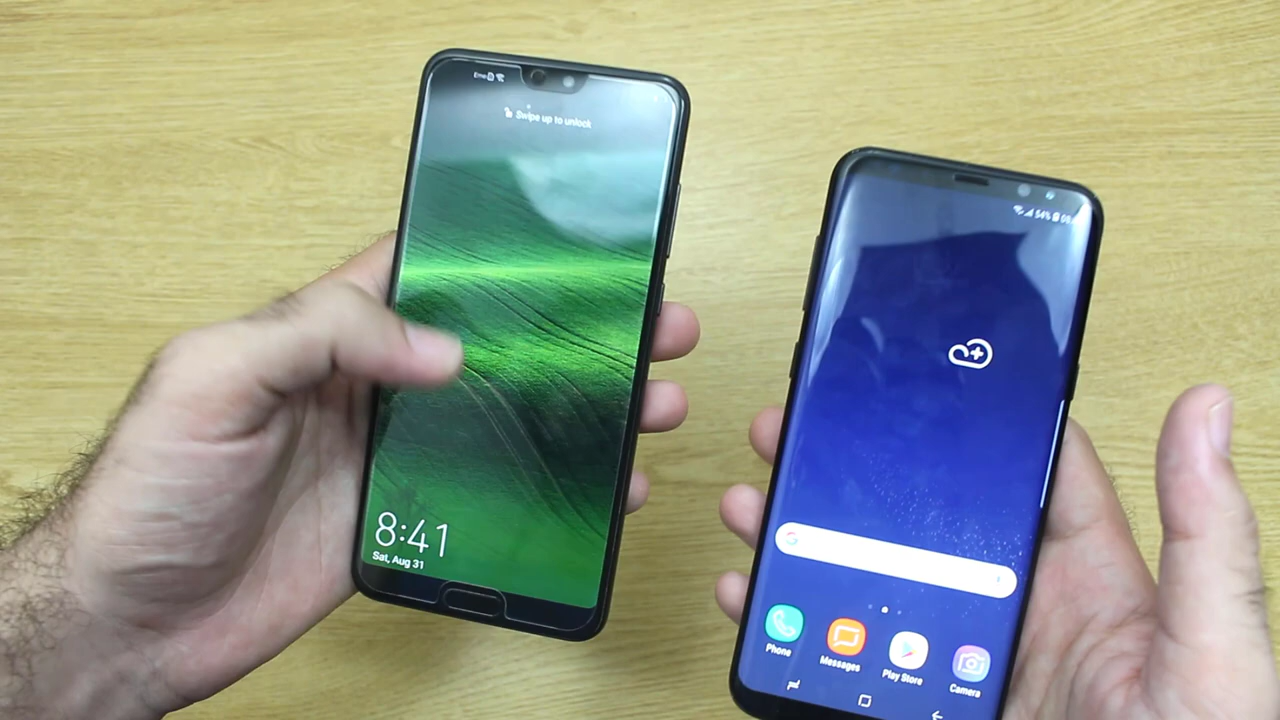 Swipe up to unlock
8:41
Sat, Aug 31
54%
Phone
Messages
Play Store
Camera